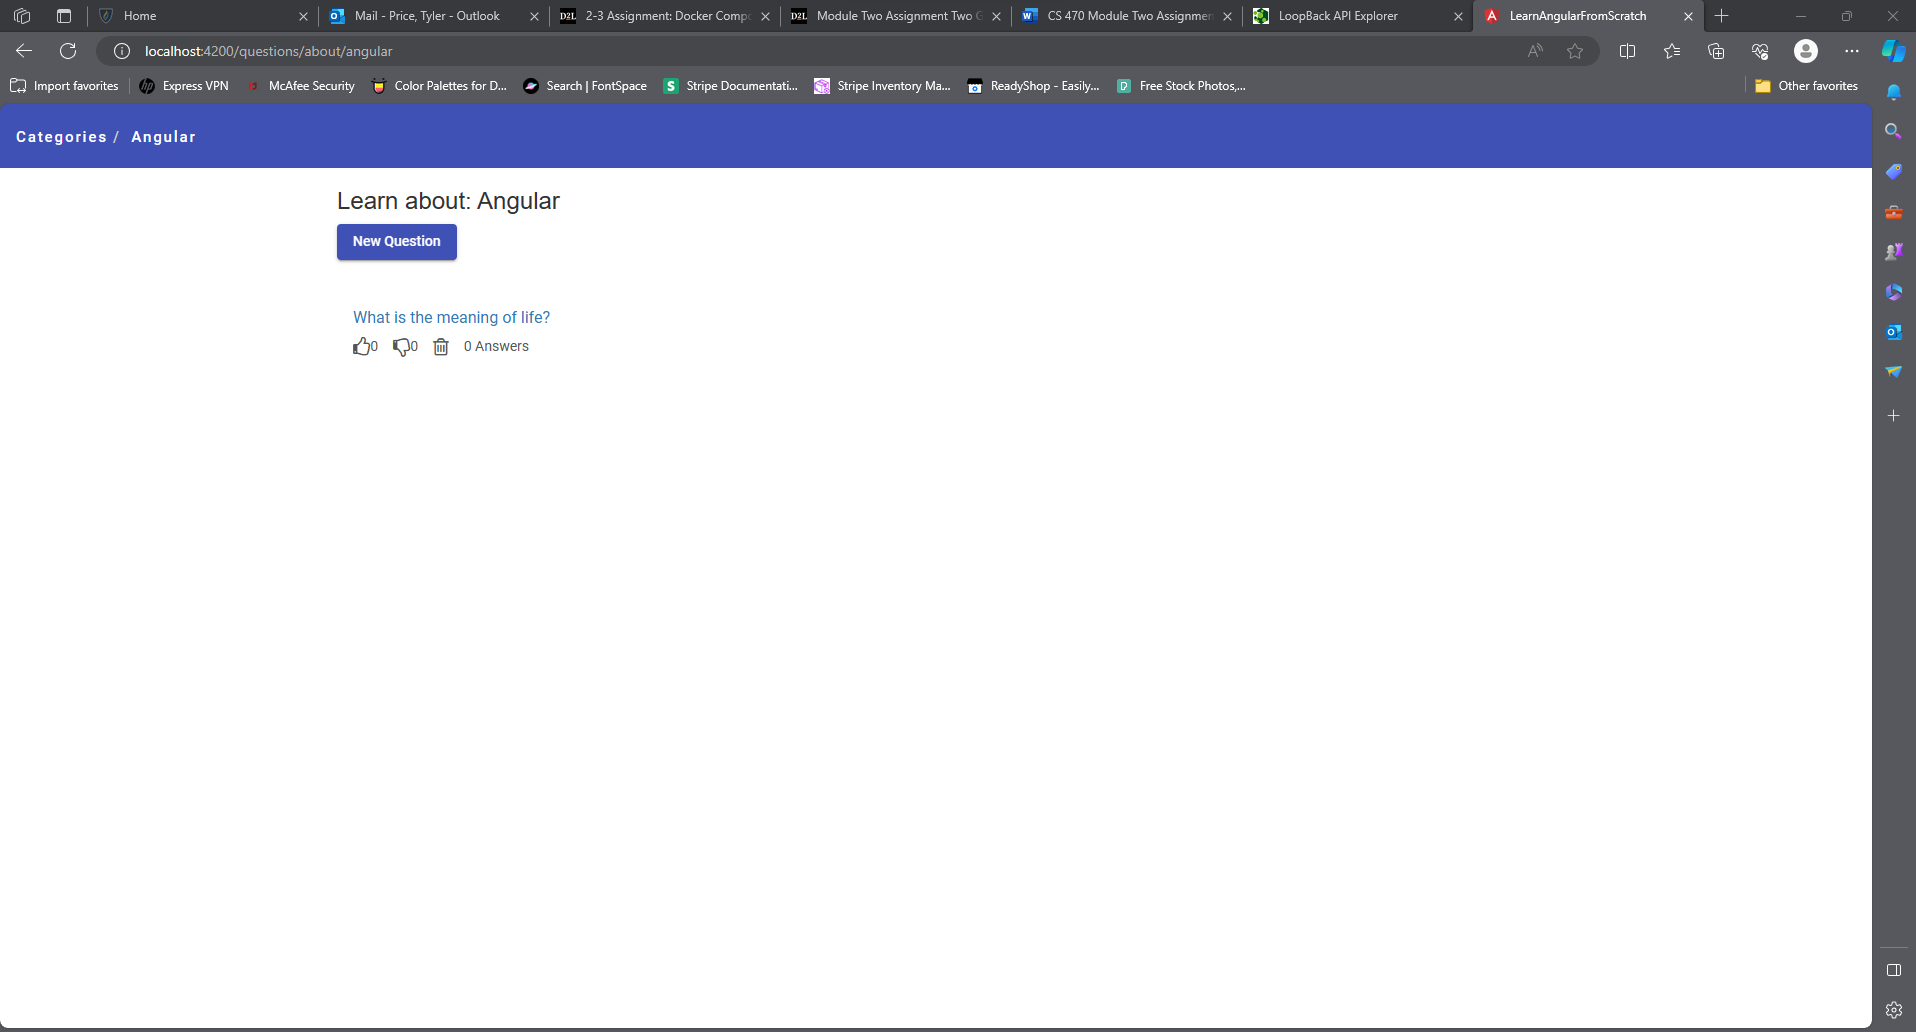 Home
Mail - Price, Tyler - Outlook
2-3 Assignment: Docker Compo
Module Two Assignment Two G
CS 470 Module Two Assignmen
LoopBack API Explorer
LearnAngularFromScratch
localhost:4200/questions/about/angular
Import favorites
Express VPN
McAfee Security
Color Palettes for D...
Search | FontSpace
Stripe Documentati...
Stripe Inventory Ma...
ReadyShop - Easily...
Free Stock Photos,...
Other favorites
Categories / Angular
Learn about: Angular
New Question
What is the meaning of life?
0 0 0 Answers